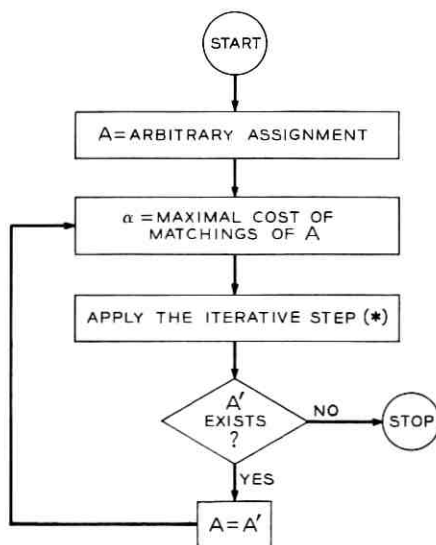 START
A=ARBITRARY ASSIGNMENT
α=MAXIMAL COST OF
MATCHINGS OF A
APPLY THE ITERATIVE STEP (*)
A'
EXISTS
?
NO
STOP
YES
A=A'